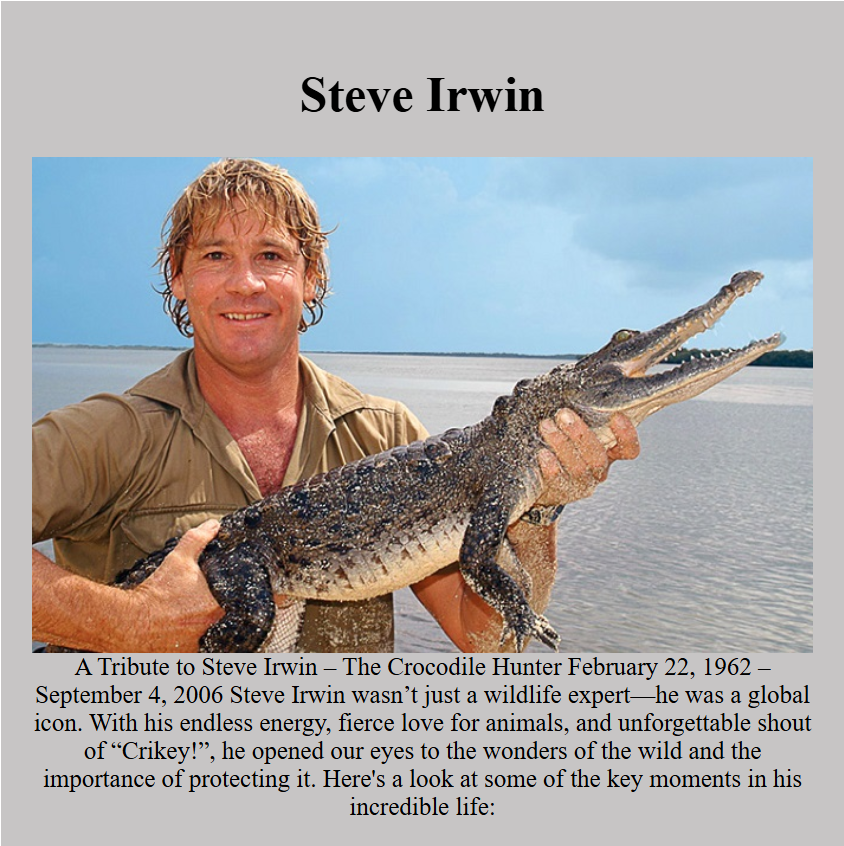 Steve Irwin
A Tribute to Steve Irwin – The Crocodile Hunter February 22, 1962 –
September 4, 2006 Steve Irwin wasn’t just a wildlife expert—he was a global
icon. With his endless energy, fierce love for animals, and unforgettable shout
of “Crikey!”, he opened our eyes to the wonders of the wild and the
importance of protecting it. Here's a look at some of the key moments in his
incredible life: